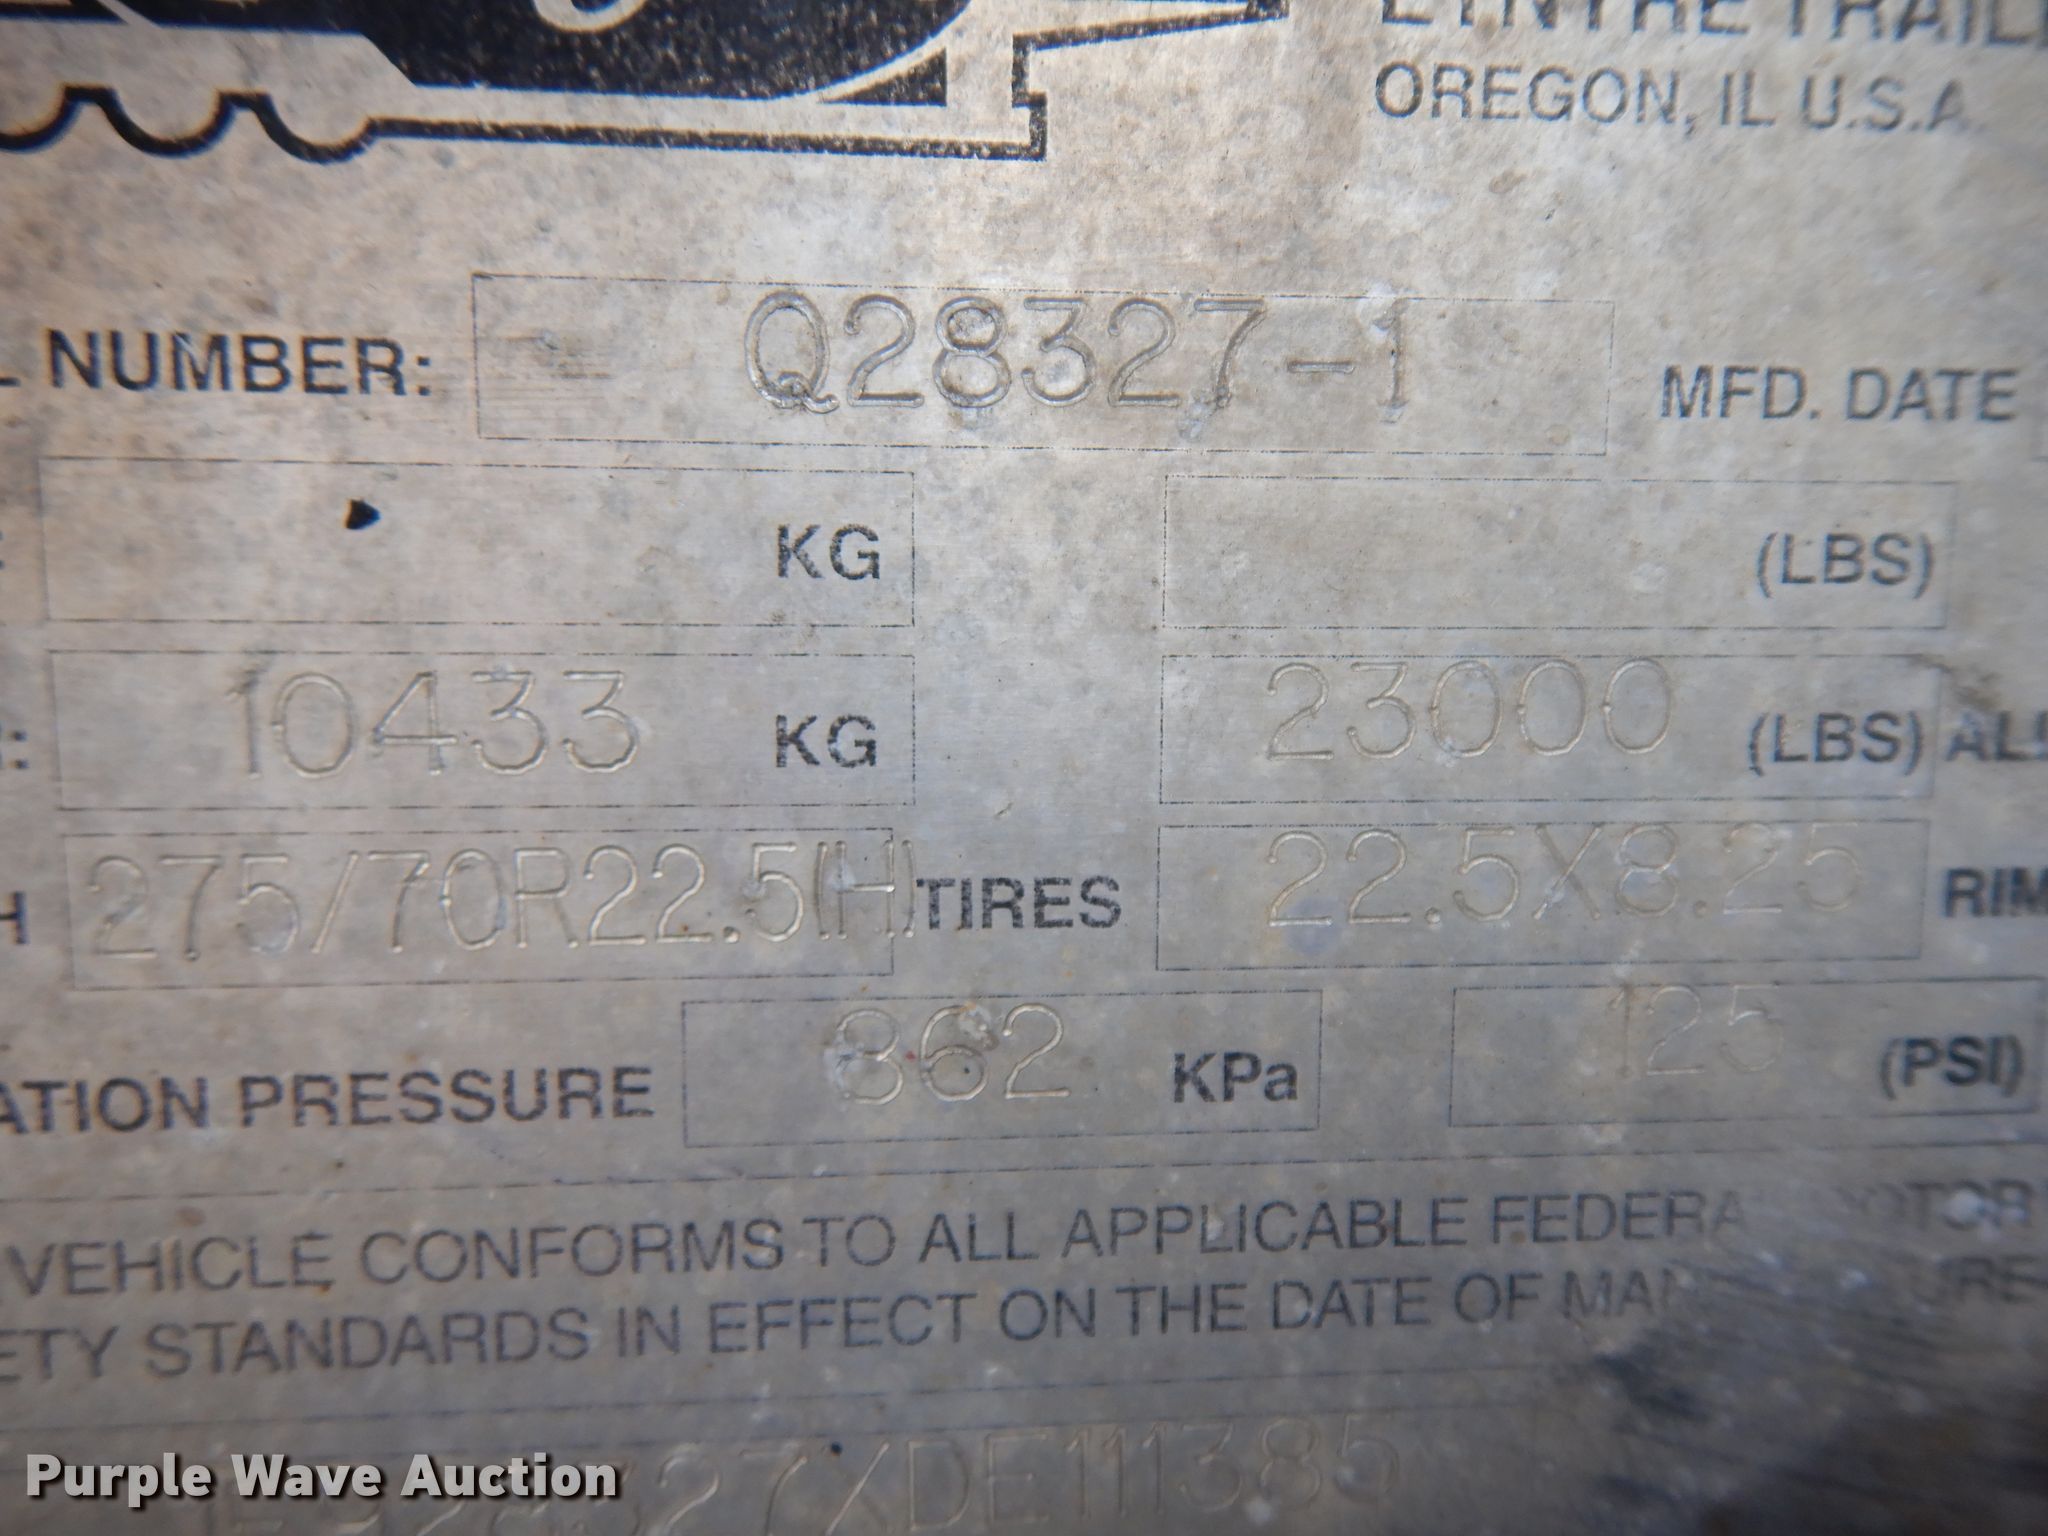 OREGON, IL U.S.A.
NUMBER: Q28327-1 MFD. DATE
KG (LBS)
10433 KG 23000 (LBS)
275/70R22.5(H) TIRES 22.5X8.25
PRESSURE 862 KPa 125 (PSI)
VEHICLE CONFORMS TO ALL APPLICABLE
STANDARDS IN EFFECT ON THE DATE OF
Purple Wave Auction